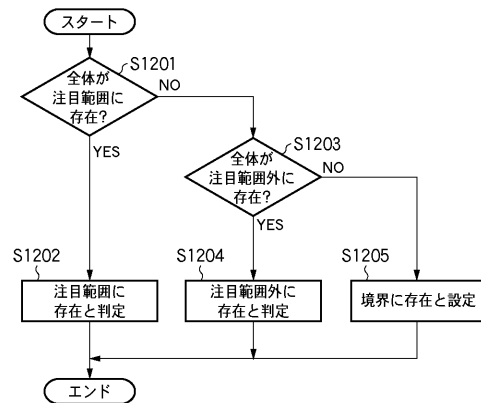 スタート
S1201
全体が
注目範囲に
存在?
NO
YES
S1203
全体が
注目範囲外に
存在?
NO
YES
S1202
注目範囲に
存在と判定
S1204
注目範囲外に
存在と判定
S1205
境界に存在と設定
エンド